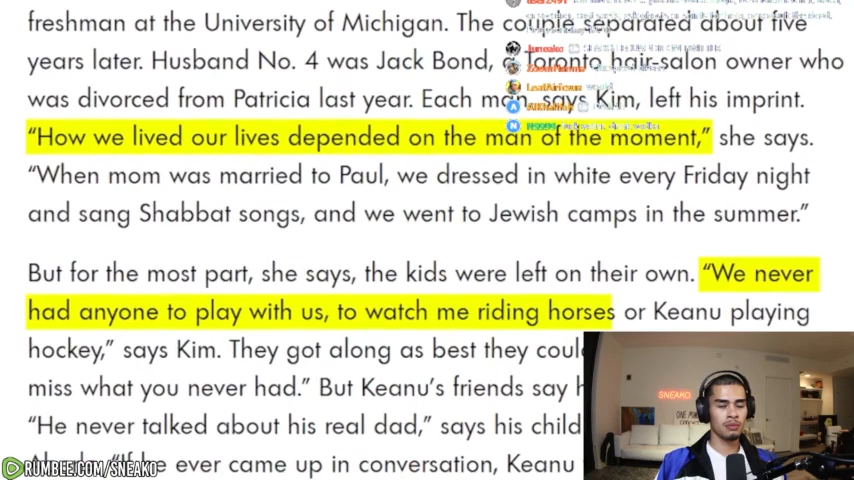 freshman at the University of Michigan. The couple separated about five
years later. Husband No. 4 was Jack Bond, a Toronto hair-salon owner who
was divorced from Patricia last year. Each man, says Kim, left his imprint.
“How we lived our lives depended on the man of the moment,” she says.
“When mom was married to Paul, we dressed in white every Friday night
and sang Shabbat songs, and we went to Jewish camps in the summer.”
But for the most part, she says, the kids were left on their own. “We never
had anyone to play with us, to watch me riding horses or Keanu playing
hockey,” says Kim. They got along as best they coul
miss what you never had.” But Keanu’s friends say h
“He never talked about his real dad,” says his child
“If he ever came up in conversation, Keanu
RUMBLE.COM/SNEAKO
SNEAKO